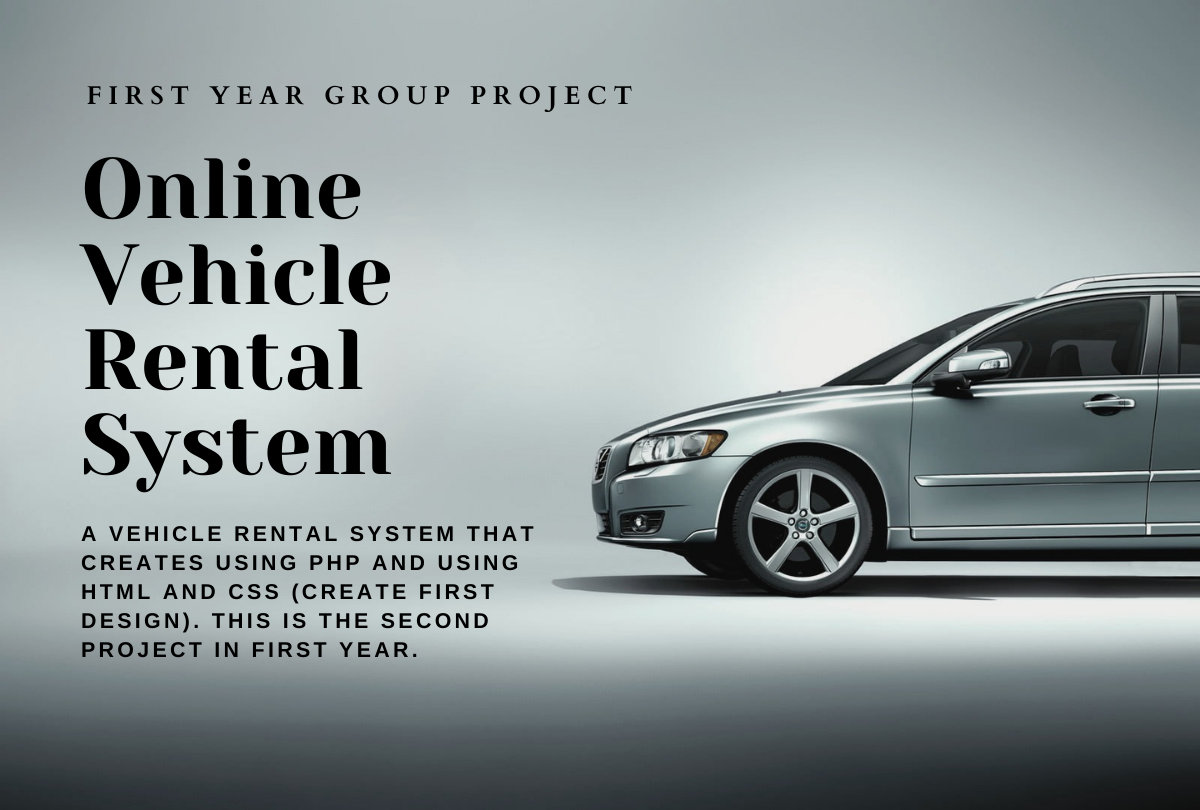 FIRST YEAR GROUP PROJECT
Online
Vehicle
Rental
System
A VEHICLE RENTAL SYSTEM THAT
CREATES USING PHP AND USING
HTML AND CSS (CREATE FIRST
DESIGN). THIS IS THE SECOND
PROJECT IN FIRST YEAR.